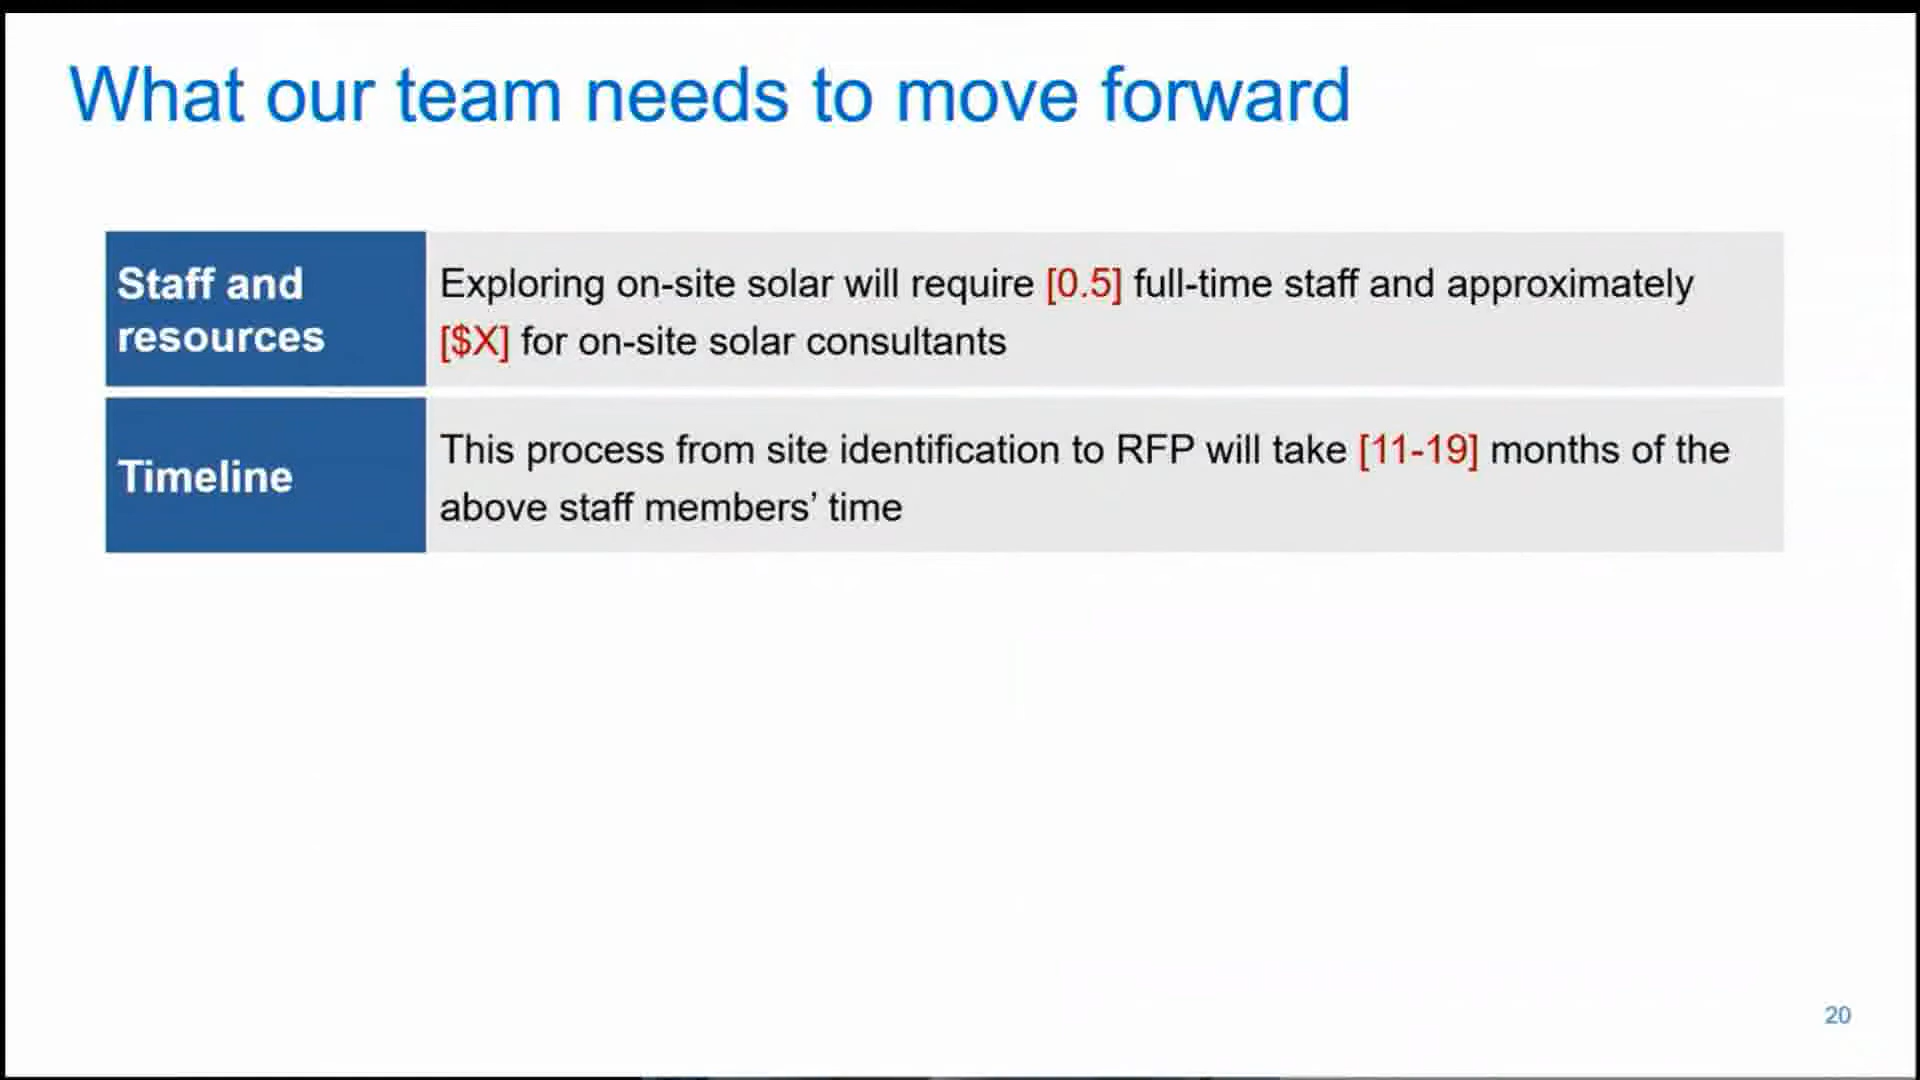 What our team needs to move forward
Staff and
resources
Exploring on-site solar will require [0.5] full-time staff and approximately
[$X] for on-site solar consultants
Timeline
This process from site identification to RFP will take [11-19] months of the
above staff members’ time
20